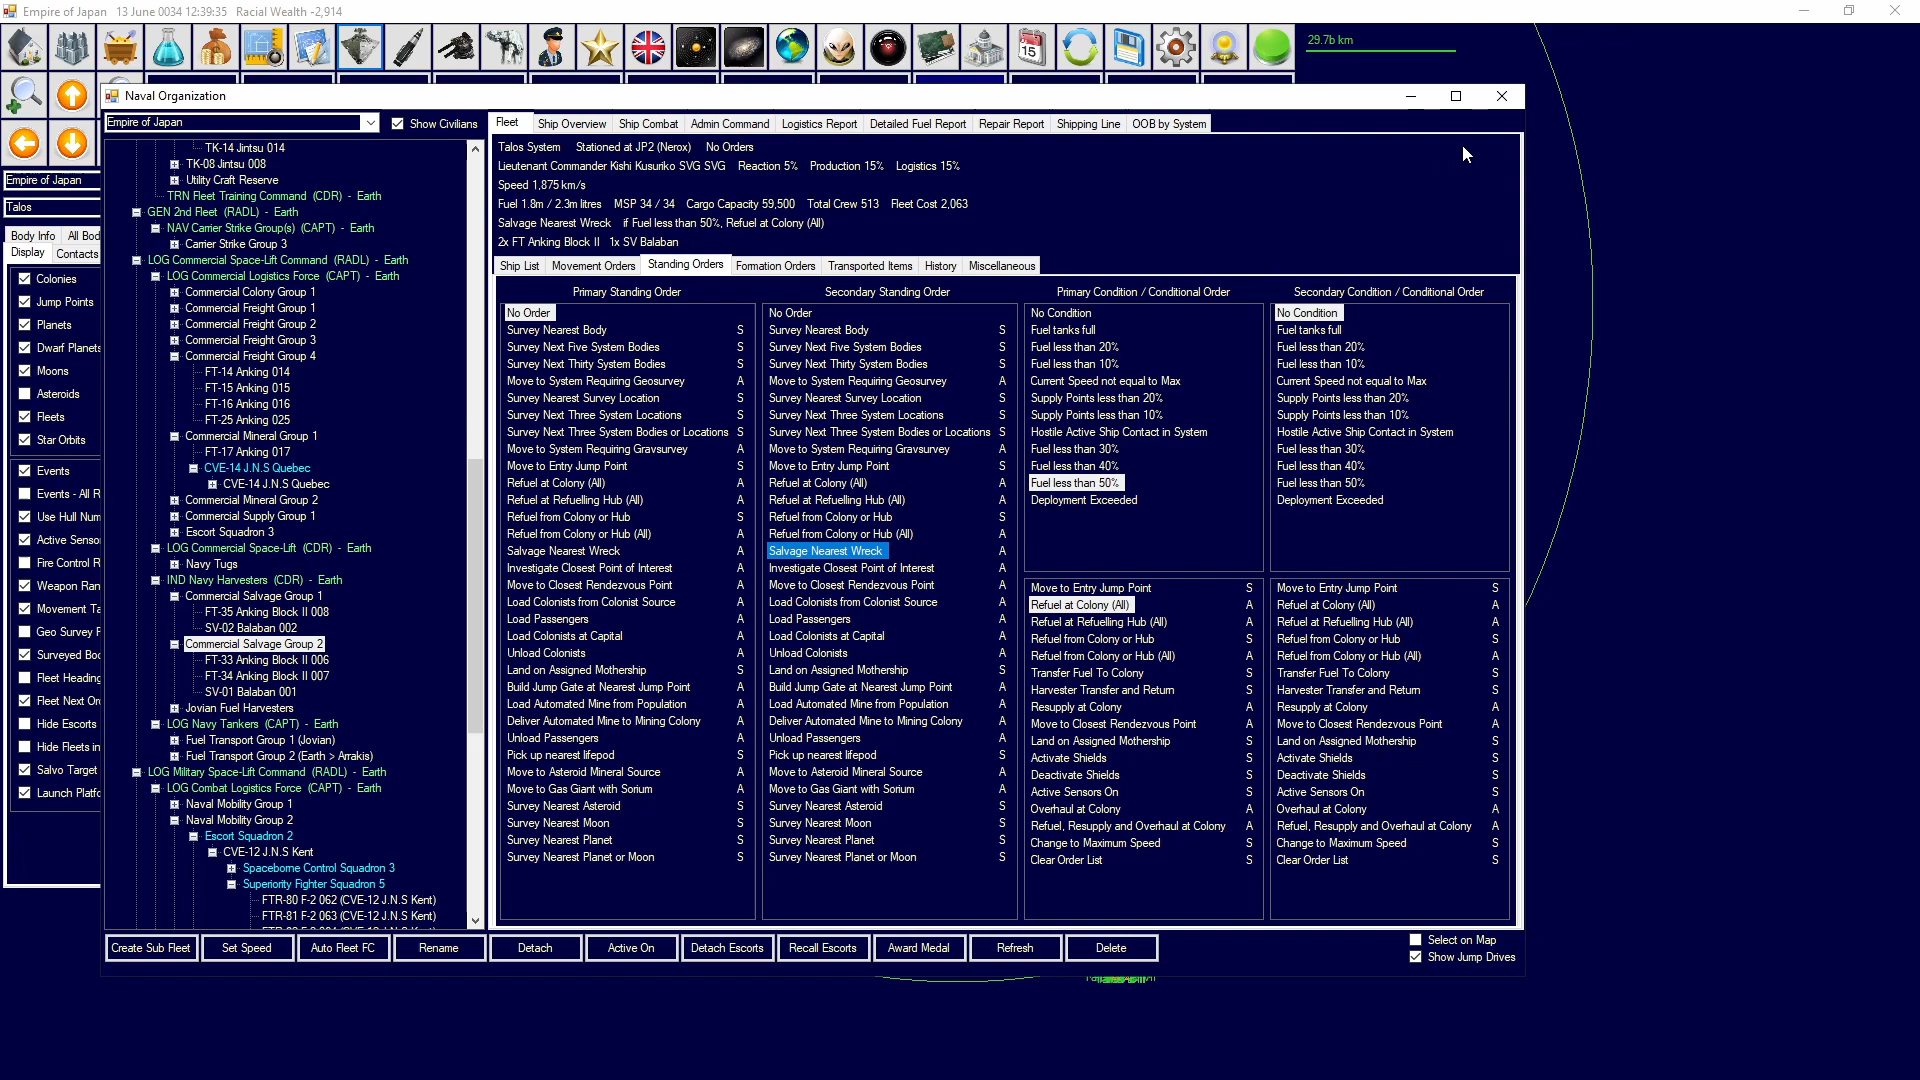 Empire of Japan   13 June 0034 12:39:35   Racial Wealth -2,914
29.7b km
Naval Organization
Empire of Japan
Show Civilians
Fleet
Ship Overview
Ship Combat
Admin Command
Logistics Report
Detailed Fuel Report
Repair Report
Shipping Line
OOB by System
Empire of Japan
Talos
Body Info
All Bod
Display
Contacts
Colonies
Jump Points
Planets
Dwarf Planets
Moons
Asteroids
Fleets
Star Orbits
Events
Events - All R
Use Hull Num
Active Senso
Fire Control R
Weapon Ran
Movement Ta
Geo Survey P
Surveyed Boo
Fleet Heading
Fleet Next Or
Hide Escorts
Hide Fleets in
Salvo Target
Launch Platfo
TK-14 Jintsu 014
TK-08 Jintsu 008
Utility Craft Reserve
TRN Fleet Training Command (CDR) - Earth
GEN 2nd Fleet (RADL) - Earth
NAV Carrier Strike Group(s) (CAPT) - Earth
Carrier Strike Group 3
LOG Commercial Space-Lift Command (RADL) - Earth
LOG Commercial Logistics Force (CAPT) - Earth
Commercial Colony Group 1
Commercial Freight Group 1
Commercial Freight Group 2
Commercial Freight Group 3
Commercial Freight Group 4
FT-14 Anking 014
FT-15 Anking 015
FT-16 Anking 016
FT-25 Anking 025
Commercial Mineral Group 1
FT-17 Anking 017
CVE-14 J.N.S Quebec
CVE-14 J.N.S Quebec
Commercial Mineral Group 2
Commercial Supply Group 1
Escort Squadron 3
LOG Commercial Space-Lift (CDR) - Earth
Navy Tugs
IND Navy Harvesters (CDR) - Earth
Commercial Salvage Group 1
FT-35 Anking Block II 008
SV-02 Balaban 002
Commercial Salvage Group 2
FT-33 Anking Block II 006
FT-34 Anking Block II 007
SV-01 Balaban 001
Jovian Fuel Harvesters
LOG Navy Tankers (CAPT) - Earth
Fuel Transport Group 1 (Jovian)
Fuel Transport Group 2 (Earth > Arrakis)
LOG Military Space-Lift Command (RADL) - Earth
LOG Combat Logistics Force (CAPT) - Earth
Naval Mobility Group 1
Naval Mobility Group 2
Escort Squadron 2
CVE-12 J.N.S Kent
Spaceborne Control Squadron 3
Superiority Fighter Squadron 5
FTR-80 F-2 062 (CVE-12 J.N.S Kent)
FTR-81 F-2 063 (CVE-12 J.N.S Kent)
Talos System   Stationed at JP2 (Nerox)   No Orders
Lieutenant Commander Kishi Kusuriko SVG SVG   Reaction 5%   Production 15%   Logistics 15%
Speed 1,875 km/s
Fuel 1.8m / 2.3m litres   MSP 34 / 34   Cargo Capacity 59,500   Total Crew 513   Fleet Cost 2,063
Salvage Nearest Wreck   if Fuel less than 50%, Refuel at Colony (All)
2x FT Anking Block II   1x SV Balaban
Ship List
Movement Orders
Standing Orders
Formation Orders
Transported Items
History
Miscellaneous
Primary Standing Order
No Order
Survey Nearest Body S
Survey Next Five System Bodies S
Survey Next Thirty System Bodies S
Move to System Requiring Geosurvey A
Survey Nearest Survey Location S
Survey Next Three System Locations S
Survey Next Three System Bodies or Locations S
Move to System Requiring Gravsurvey A
Move to Entry Jump Point S
Refuel at Colony (All) A
Refuel at Refuelling Hub (All) A
Refuel from Colony or Hub S
Refuel from Colony or Hub (All) A
Salvage Nearest Wreck A
Investigate Closest Point of Interest A
Move to Closest Rendezvous Point A
Load Colonists from Colonist Source A
Load Passengers A
Load Colonists at Capital A
Unload Colonists A
Land on Assigned Mothership S
Build Jump Gate at Nearest Jump Point A
Load Automated Mine from Population A
Deliver Automated Mine to Mining Colony A
Unload Passengers A
Pick up nearest lifepod S
Move to Asteroid Mineral Source A
Move to Gas Giant with Sorium A
Survey Nearest Asteroid S
Survey Nearest Moon S
Survey Nearest Planet S
Survey Nearest Planet or Moon S
Secondary Standing Order
No Order
Survey Nearest Body S
Survey Next Five System Bodies S
Survey Next Thirty System Bodies S
Move to System Requiring Geosurvey A
Survey Nearest Survey Location S
Survey Next Three System Locations S
Survey Next Three System Bodies or Locations S
Move to System Requiring Gravsurvey A
Move to Entry Jump Point S
Refuel at Colony (All) A
Refuel at Refuelling Hub (All) A
Refuel from Colony or Hub S
Refuel from Colony or Hub (All) A
Salvage Nearest Wreck A
Investigate Closest Point of Interest A
Move to Closest Rendezvous Point A
Load Colonists from Colonist Source A
Load Passengers A
Load Colonists at Capital A
Unload Colonists A
Land on Assigned Mothership S
Build Jump Gate at Nearest Jump Point A
Load Automated Mine from Population A
Deliver Automated Mine to Mining Colony A
Unload Passengers A
Pick up nearest lifepod S
Move to Asteroid Mineral Source A
Move to Gas Giant with Sorium A
Survey Nearest Asteroid S
Survey Nearest Moon S
Survey Nearest Planet S
Survey Nearest Planet or Moon S
Primary Condition / Conditional Order
No Condition
Fuel tanks full
Fuel less than 20%
Fuel less than 10%
Current Speed not equal to Max
Supply Points less than 20%
Supply Points less than 10%
Hostile Active Ship Contact in System
Fuel less than 30%
Fuel less than 40%
Fuel less than 50%
Deployment Exceeded
Move to Entry Jump Point S
Refuel at Colony (All) A
Refuel at Refuelling Hub (All) A
Refuel from Colony or Hub S
Refuel from Colony or Hub (All) A
Transfer Fuel To Colony S
Harvester Transfer and Return S
Resupply at Colony A
Move to Closest Rendezvous Point A
Land on Assigned Mothership S
Activate Shields S
Deactivate Shields S
Active Sensors On S
Overhaul at Colony A
Refuel, Resupply and Overhaul at Colony A
Change to Maximum Speed S
Clear Order List S
Secondary Condition / Conditional Order
No Condition
Fuel tanks full
Fuel less than 20%
Fuel less than 10%
Current Speed not equal to Max
Supply Points less than 20%
Supply Points less than 10%
Hostile Active Ship Contact in System
Fuel less than 30%
Fuel less than 40%
Fuel less than 50%
Deployment Exceeded
Move to Entry Jump Point S
Refuel at Colony (All) A
Refuel at Refuelling Hub (All) A
Refuel from Colony or Hub S
Refuel from Colony or Hub (All) A
Transfer Fuel To Colony S
Harvester Transfer and Return S
Resupply at Colony A
Move to Closest Rendezvous Point A
Land on Assigned Mothership S
Activate Shields S
Deactivate Shields S
Active Sensors On S
Overhaul at Colony A
Refuel, Resupply and Overhaul at Colony A
Change to Maximum Speed S
Clear Order List S
Create Sub Fleet
Set Speed
Auto Fleet FC
Rename
Detach
Active On
Detach Escorts
Recall Escorts
Award Medal
Refresh
Delete
Select on Map
Show Jump Drives